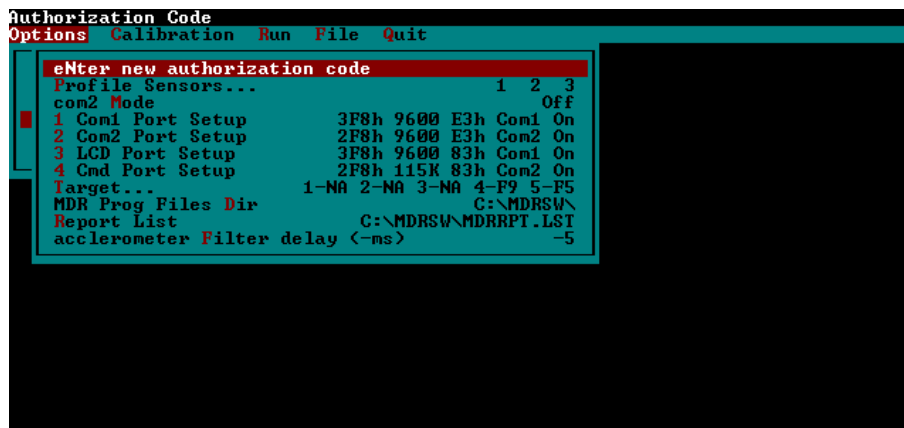 Authorization Code
Options Calibration Run File Quit
eNter new authorization code
Profile Sensors... 1 2 3
com2 Mode Off
1 Com1 Port Setup 3F8h 9600 E3h Com1 On
2 Com2 Port Setup 2F8h 9600 E3h Com2 On
3 LCD Port Setup 3F8h 9600 83h Com1 On
4 Cmd Port Setup 2F8h 115K 83h Com2 On
Target... 1-NA 2-NA 3-NA 4-F9 5-F5
MDR Prog Files Dir C:\MDRSW\
Report List C:\MDRSW\MDRRPT.LST
acclerometer Filter delay (-ms) -5